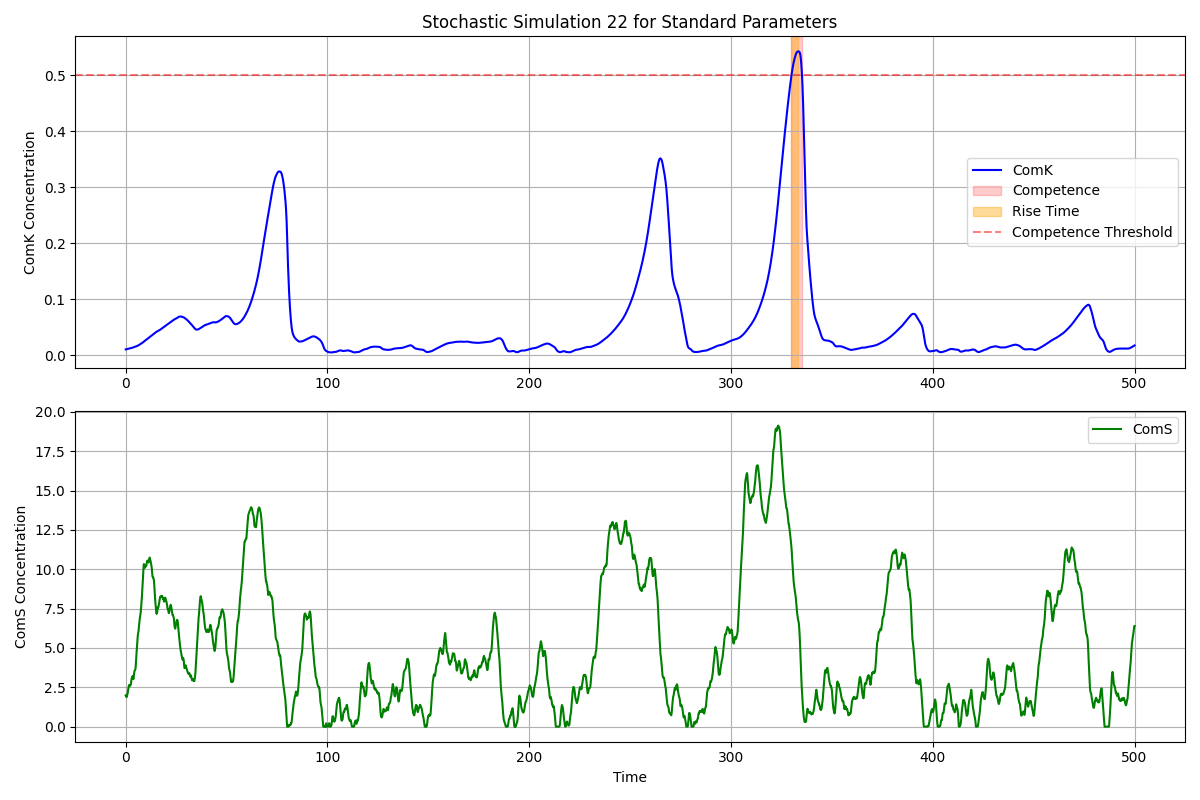 Stochastic Simulation 22 for Standard Parameters
ComK Concentration
0.5
0.4
0.3
0.2
0.1
0.0
ComK
Competence
Rise Time
Competence Threshold
0 100 200 300 400 500
ComS Concentration
20.0
17.5
15.0
12.5
10.0
7.5
5.0
2.5
0.0
ComS
0 100 200 300 400 500
Time